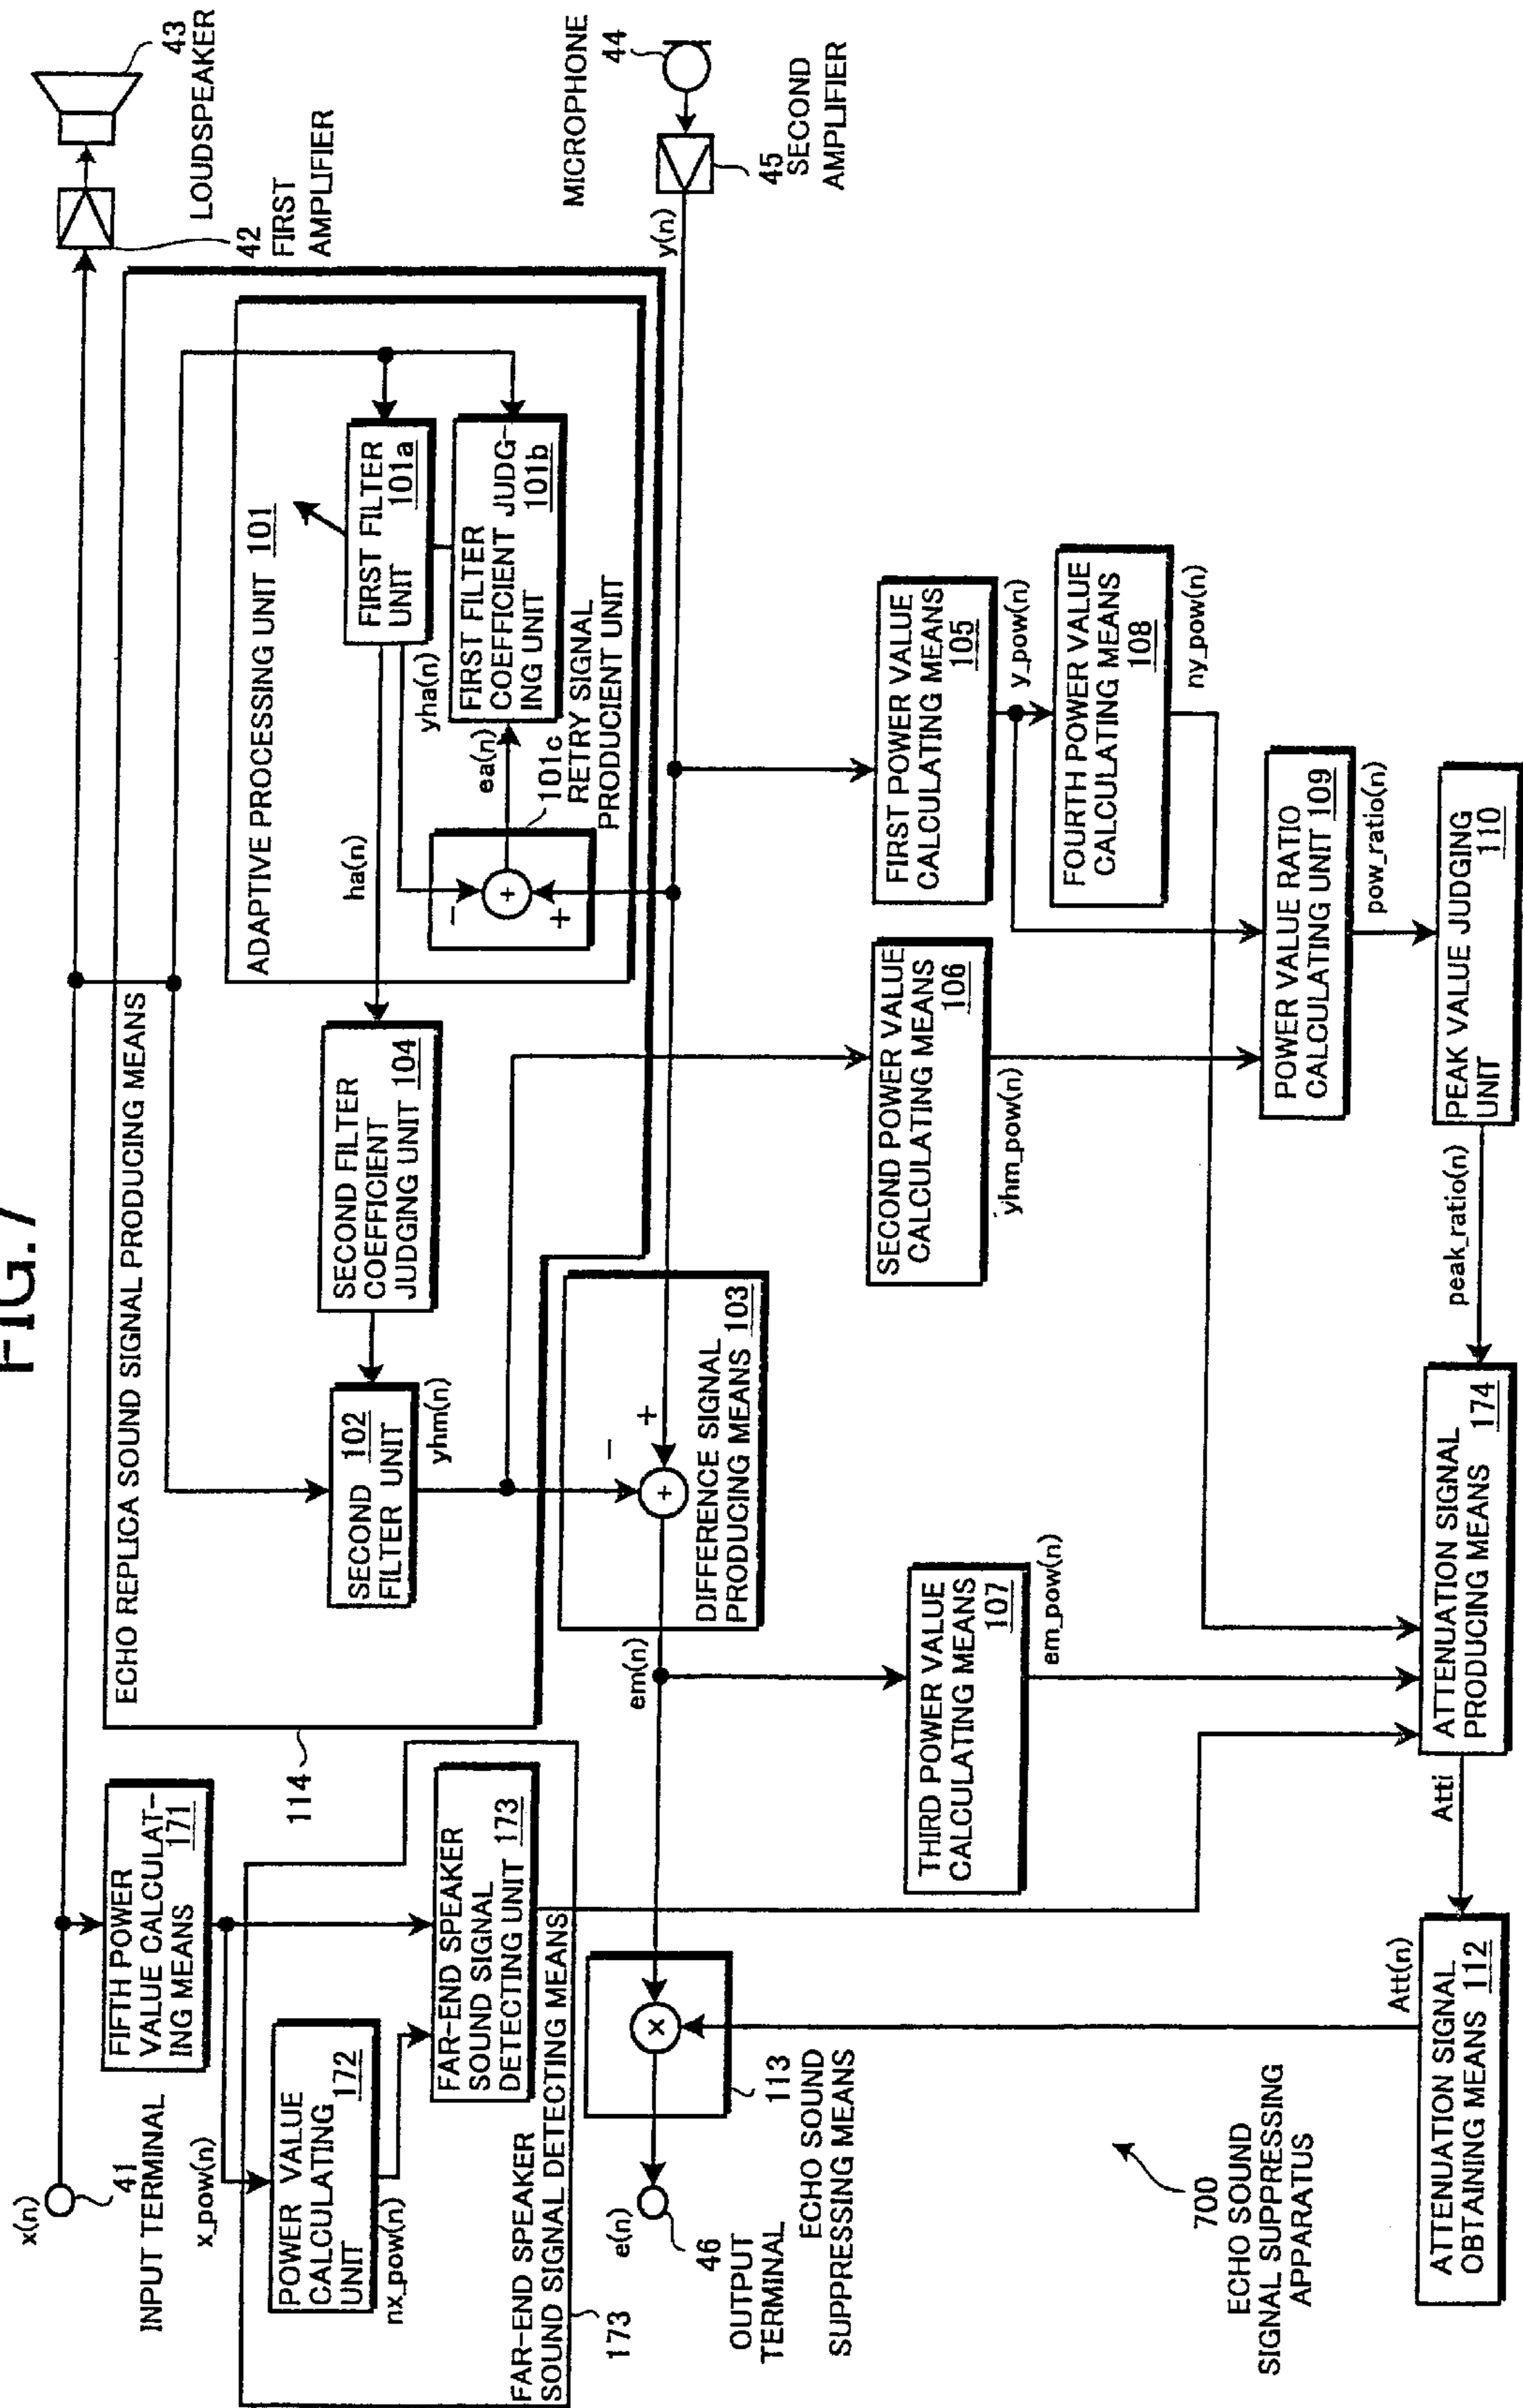 FIG. 7
x(n)
41
INPUT TERMINAL
FIFTH POWER
VALUE CALCULAT-
ING MEANS 171
x_pow(n)
POWER VALUE
CALCULATING
UNIT 172
nx_pow(n)
FAR-END SPEAKER
SOUND SIGNAL
DETECTING UNIT 173
FAR-END SPEAKER
SOUND SIGNAL DETECTING MEANS
173
114
ECHO REPLICA SOUND SIGNAL PRODUCING MEANS
SECOND 102
FILTER UNIT
yhm(n)
SECOND FILTER
COEFFICIENT
JUDGING UNIT 104
ha(n)
ADAPTIVE PROCESSING UNIT 101
FIRST FILTER
UNIT 101a
yha(n)
FIRST FILTER
COEFFICIENT JUDG-
ING UNIT 101b
ea(n)
101c
RETRY SIGNAL
PRODUCIENT UNIT
−
+
+
42
FIRST
AMPLIFIER
43
LOUDSPEAKER
MICROPHONE
44
45
SECOND
AMPLIFIER
y(n)
−
+
+
DIFFERENCE SIGNAL
PRODUCING MEANS 103
em(n)
×
113
ECHO SOUND
SUPPRESSING MEANS
e(n)
46
OUTPUT
TERMINAL
FIRST POWER VALUE
CALCULATING MEANS
105
y_pow(n)
SECOND POWER VALUE
CALCULATING MEANS
106
yhm_pow(n)
THIRD POWER VALUE
CALCULATING MEANS
107
em_pow(n)
FOURTH POWER VALUE
CALCULATING MEANS
108
ny_pow(n)
POWER VALUE RATIO
CALCULATING UNIT 109
pow_ratio(n)
PEAK VALUE JUDGING
UNIT 110
peak_ratio(n)
ATTENUATION SIGNAL
PRODUCING MEANS 174
Atti
ATTENUATION SIGNAL
OBTAINING MEANS 112
Att(n)
700
ECHO SOUND
SIGNAL SUPPRESSING
APPARATUS